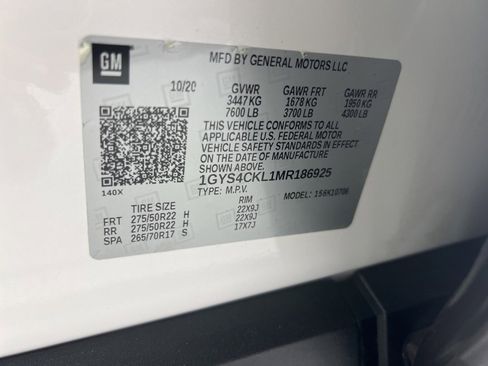 GM
MFD BY GENERAL MOTORS LLC
10/20 GVWR GAWR FRT GAWR RR
3447 KG 1678 KG 1950 KG
7600 LB 3700 LB 4300 LB
THIS VEHICLE CONFORMS TO ALL
APPLICABLE U.S. FEDERAL MOTOR
VEHICLE SAFETY STANDARDS IN
EFFECT ON THE DATE OF
MANUFACTURE SHOWN ABOVE.
1GYS4CKL1MR186925
TYPE: M.P.V. 156K10706
140X
TIRE SIZE RIM
FRT 275/50R22 H 22X9J
RR 275/50R22 H 22X9J
SPA 265/70R17 S 17X7J